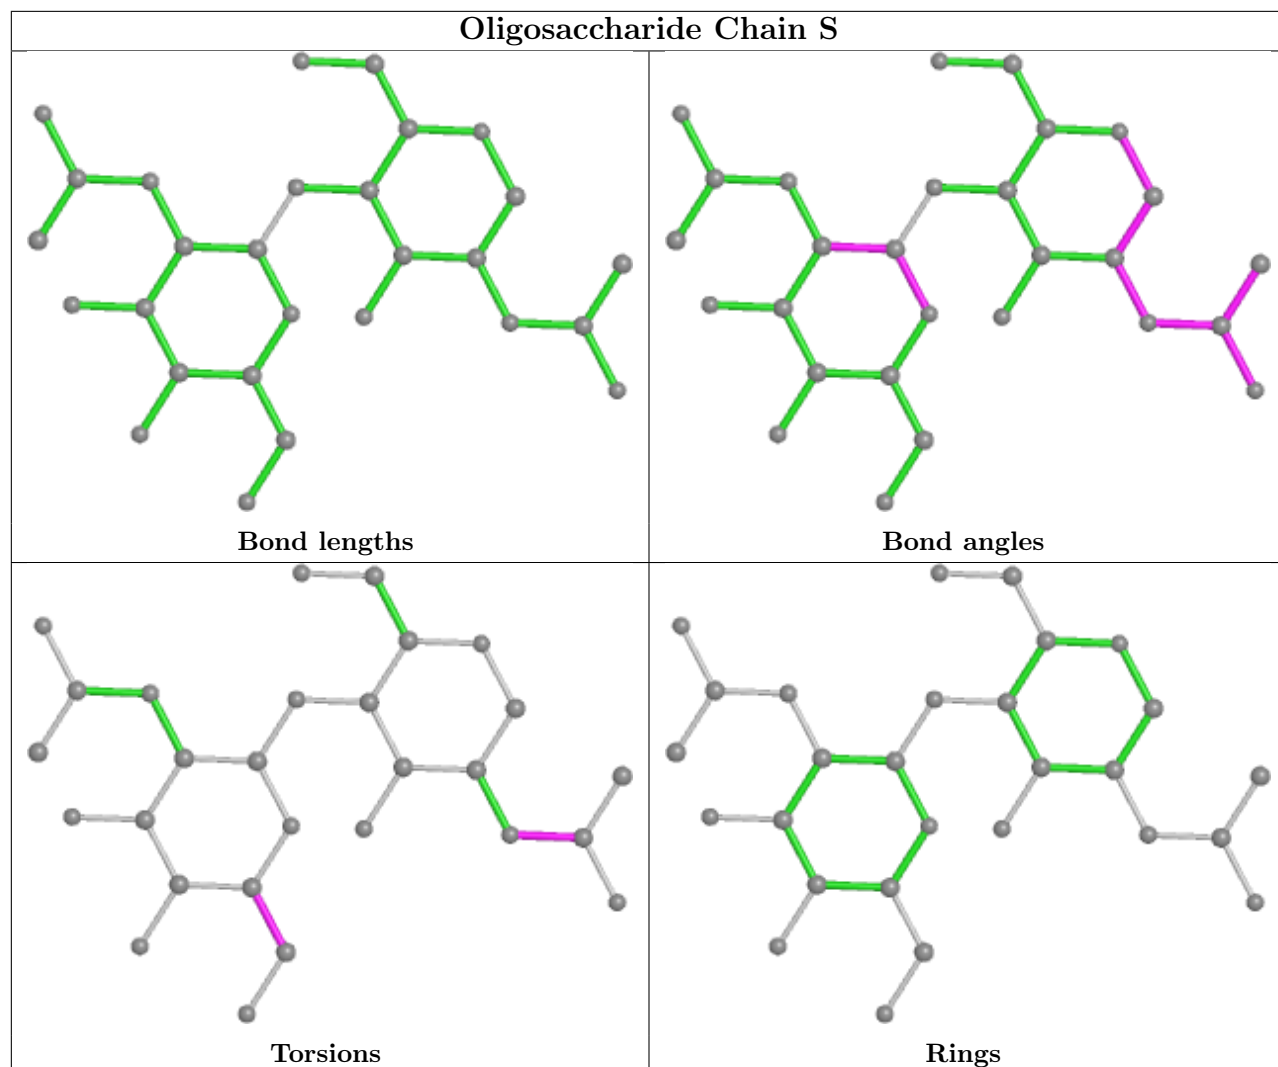 Oligosaccharide Chain S
Bond lengths
Bond angles
Torsions
Rings